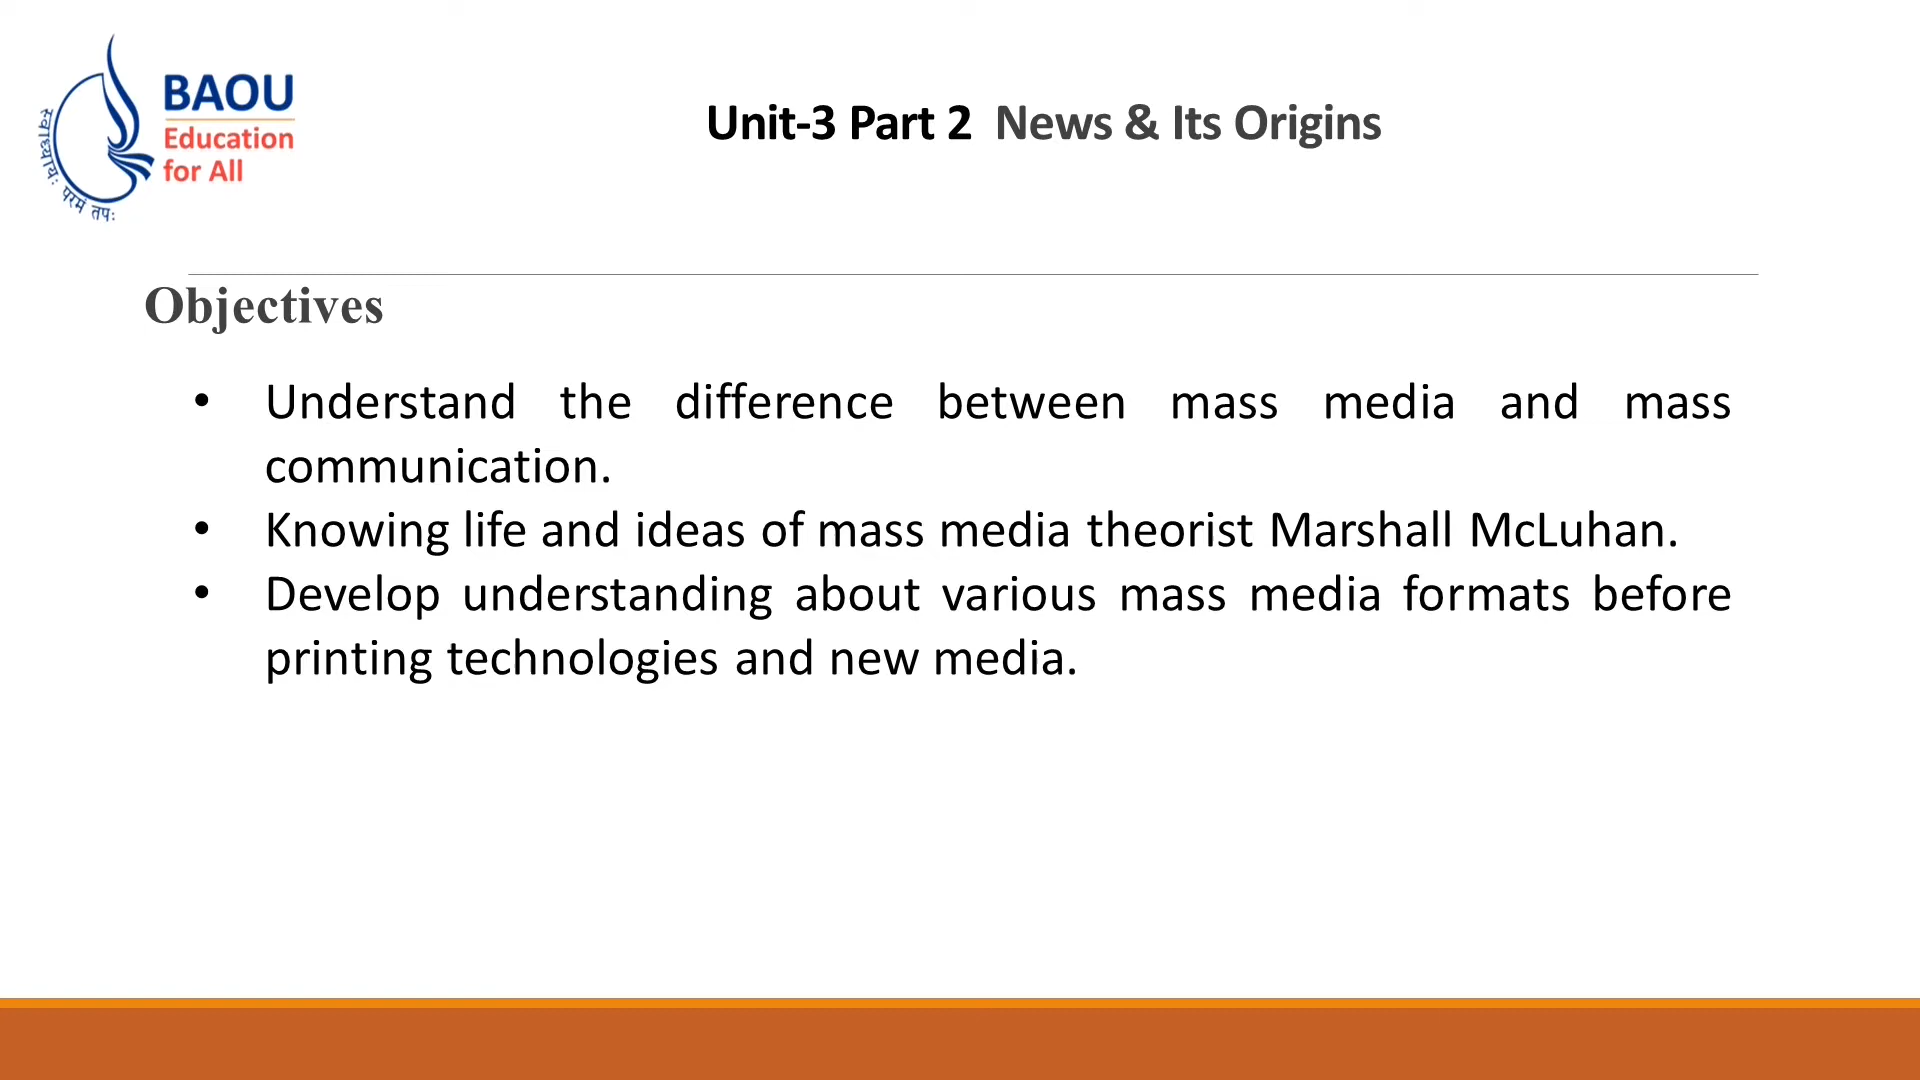 BAOU
Education
for All
स्वाध्यायः परमं तपः
Unit-3 Part 2 News & Its Origins
Objectives
• Understand the difference between mass media and mass
communication.
• Knowing life and ideas of mass media theorist Marshall McLuhan.
• Develop understanding about various mass media formats before
printing technologies and new media.